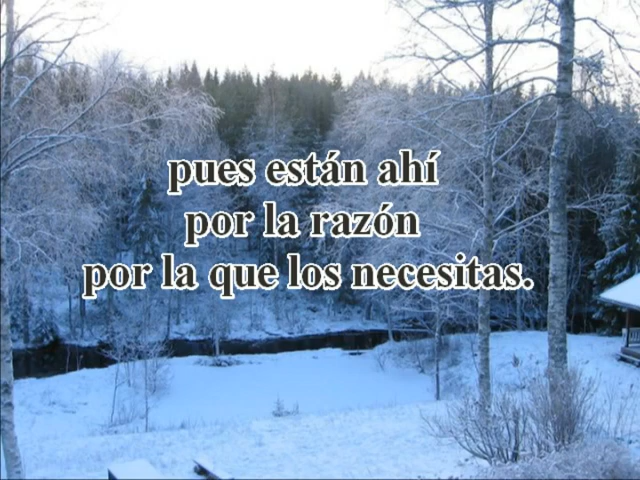 pues están ahí
por la razón
por la que los necesitas.